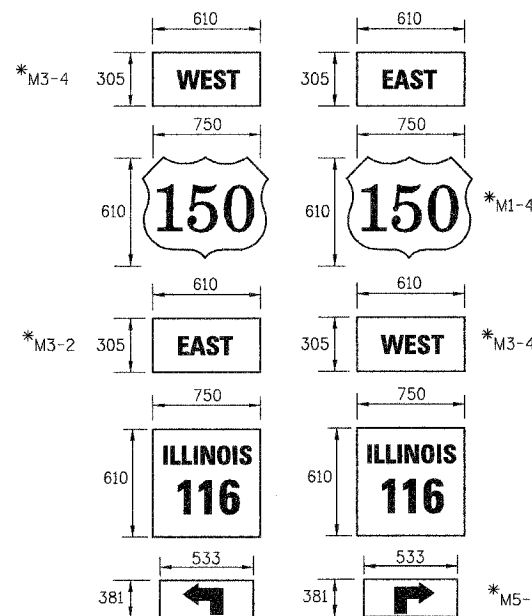 610 610
*M3-4 305 WEST 305 EAST
750 750
610 150 610 150 *M1-4
610 610
*M3-2 305 EAST 305 WEST *M3-4
750 750
610 ILLINOIS 116 610 ILLINOIS 116
533 533
381 381 *M5-